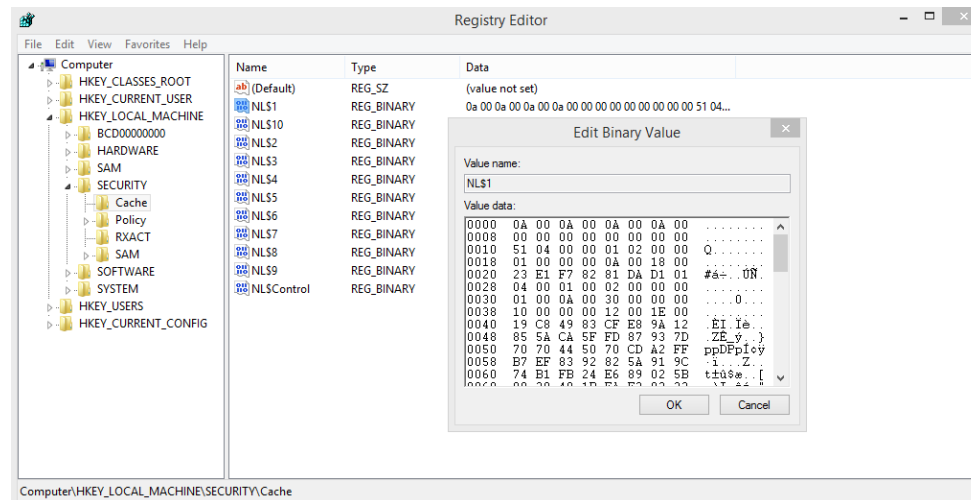 Registry Editor
File Edit View Favorites Help
Computer
HKEY_CLASSES_ROOT
HKEY_CURRENT_USER
HKEY_LOCAL_MACHINE
BCD00000000
HARDWARE
SAM
SECURITY
Cache
Policy
RXACT
SAM
SOFTWARE
SYSTEM
HKEY_USERS
HKEY_CURRENT_CONFIG
Name Type Data
(Default) REG_SZ (value not set)
NL$1 REG_BINARY 0a 00 0a 00 0a 00 0a 00 00 00 00 00 00 00 00 00 51 04...
NL$10 REG_BINARY
NL$2 REG_BINARY
NL$3 REG_BINARY
NL$4 REG_BINARY
NL$5 REG_BINARY
NL$6 REG_BINARY
NL$7 REG_BINARY
NL$8 REG_BINARY
NL$9 REG_BINARY
NL$Control REG_BINARY
Edit Binary Value
Value name:
NL$1
Value data:
0000 0A 00 0A 00 0A 00 0A 00 ........
0008 00 00 00 00 00 00 00 00 ........
0010 51 04 00 00 01 02 00 00 Q.......
0018 01 00 00 00 0A 00 18 00 ........
0020 23 E1 F7 82 81 DA D1 01 #á÷..ÚÑ.
0028 04 00 01 00 02 00 00 00 ........
0030 01 00 0A 00 30 00 00 00 ....0...
0038 10 00 00 00 12 00 1E 00 ........
0040 19 C8 49 83 CF E8 9A 12 .ÈI.Ïè..
0048 85 5A CA 5F FD 87 93 7D .ZÊ_ý..}
0050 70 70 44 50 70 CD A2 FF ppDPpÍ¢ÿ
0058 B7 EF 83 92 82 5A 91 9C ·ï...Z..
0060 74 B1 FB 24 E6 89 02 5B t±û$æ..[
OK Cancel
Computer\HKEY_LOCAL_MACHINE\SECURITY\Cache